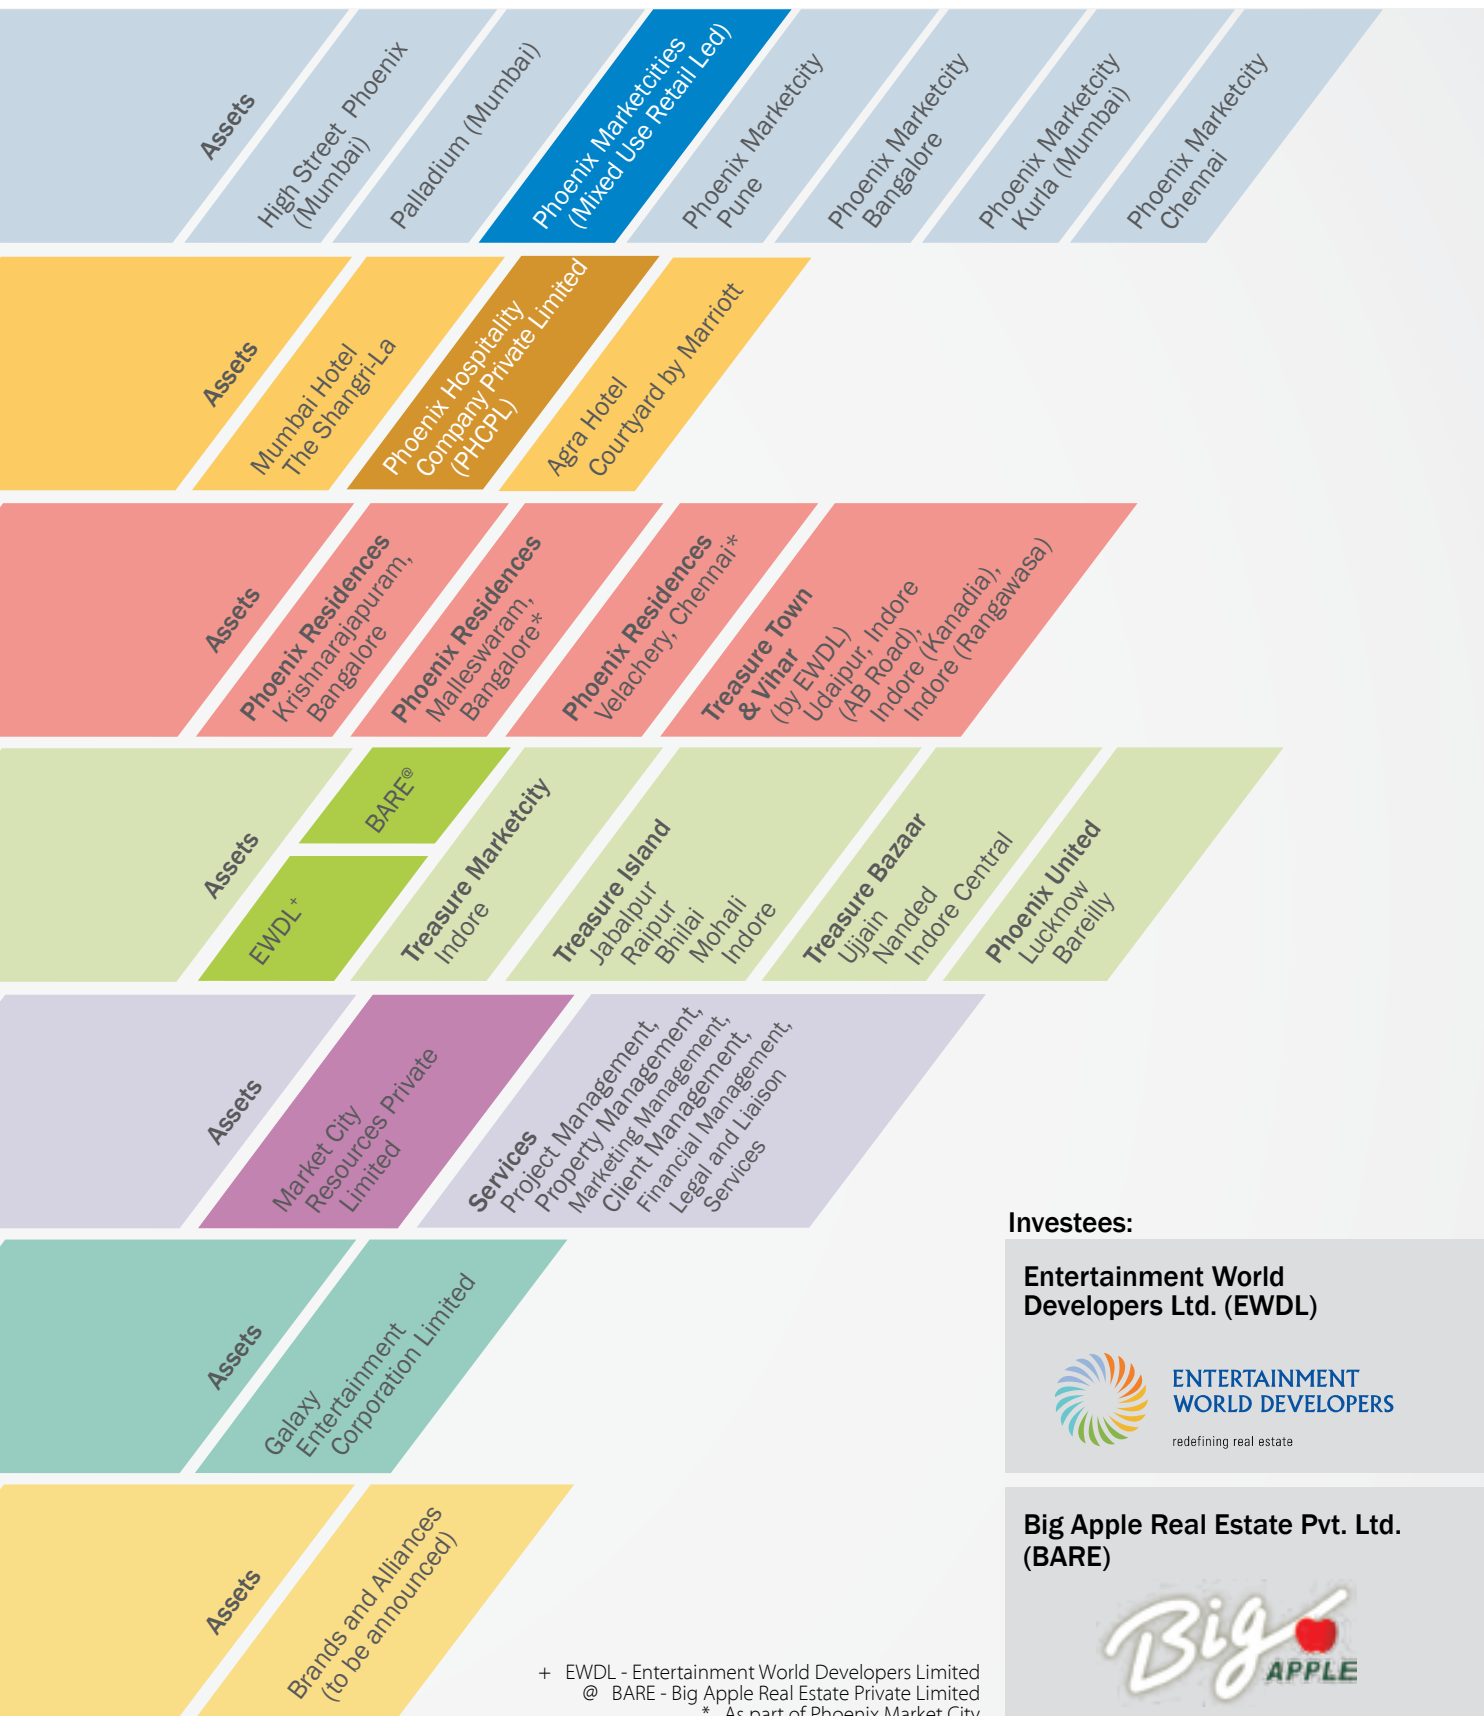 Assets
High Street Phoenix
(Mumbai)
Palladium (Mumbai)
Phoenix Marketcities
(Mixed Use Retail Led)
Phoenix Marketcity
Pune
Phoenix Marketcity
Bangalore
Phoenix Marketcity
Kurla (Mumbai)
Phoenix Marketcity
Chennai
Assets
Mumbai Hotel
The Shangri-La
Phoenix Hospitality
Company Private Limited
(PHCPL)
Agra Hotel
Courtyard by Marriott
Assets
Phoenix Residences
Krishnarajapuram,
Bangalore
Phoenix Residences
Malleswaram,
Bangalore*
Phoenix Residences
Velachery, Chennai*
Treasure Town
& Vihar
(by EWDL)
Udaipur, Indore
(AB Road),
Indore (Kanadia),
Indore (Rangawasa)
Assets
BARE@
EWDL+
Treasure Marketcity
Indore
Treasure Island
Jabalpur
Raipur
Bhilai
Mohali
Indore
Treasure Bazaar
Ujjain
Nanded
Indore Central
Phoenix United
Lucknow
Bareilly
Assets
Market City
Resources Private
Limited
Services
Project Management,
Property Management,
Marketing Management,
Client Management,
Financial Management,
Legal and Liaison
Services
Assets
Galaxy
Entertainment
Corporation Limited
Assets
Brands and Alliances
(to be announced)
Investees:
Entertainment World
Developers Ltd. (EWDL)
ENTERTAINMENT
WORLD DEVELOPERS
redefining real estate
Big Apple Real Estate Pvt. Ltd.
(BARE)
Big
APPLE
+ EWDL - Entertainment World Developers Limited
@ BARE - Big Apple Real Estate Private Limited
* As part of Phoenix Market City